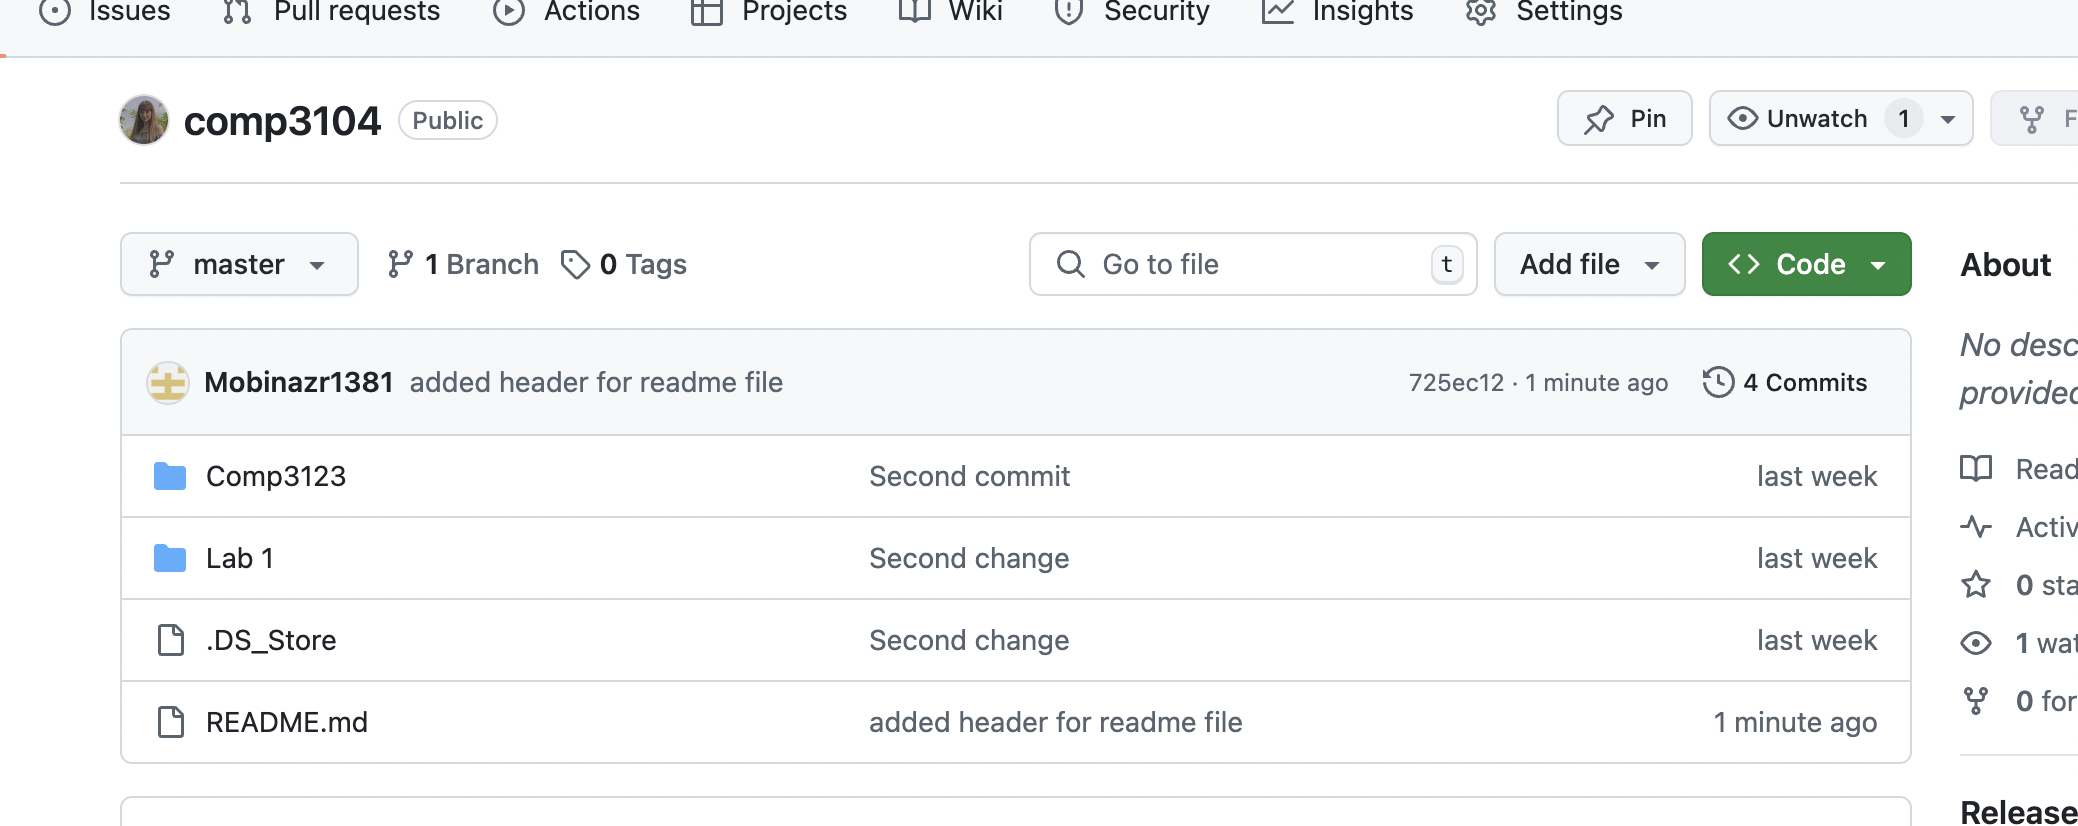 Issues Pull requests Actions Projects Wiki Security Insights Settings
comp3104 Public Pin Unwatch 1 F
master 1 Branch 0 Tags Go to file t Add file Code About
No desc
provided
Mobinazr1381 added header for readme file 725ec12 · 1 minute ago 4 Commits
Comp3123 Second commit last week
Read
Activ
Lab 1 Second change last week
0 sta
.DS_Store Second change last week
1 wat
0 for
README.md added header for readme file 1 minute ago
Release